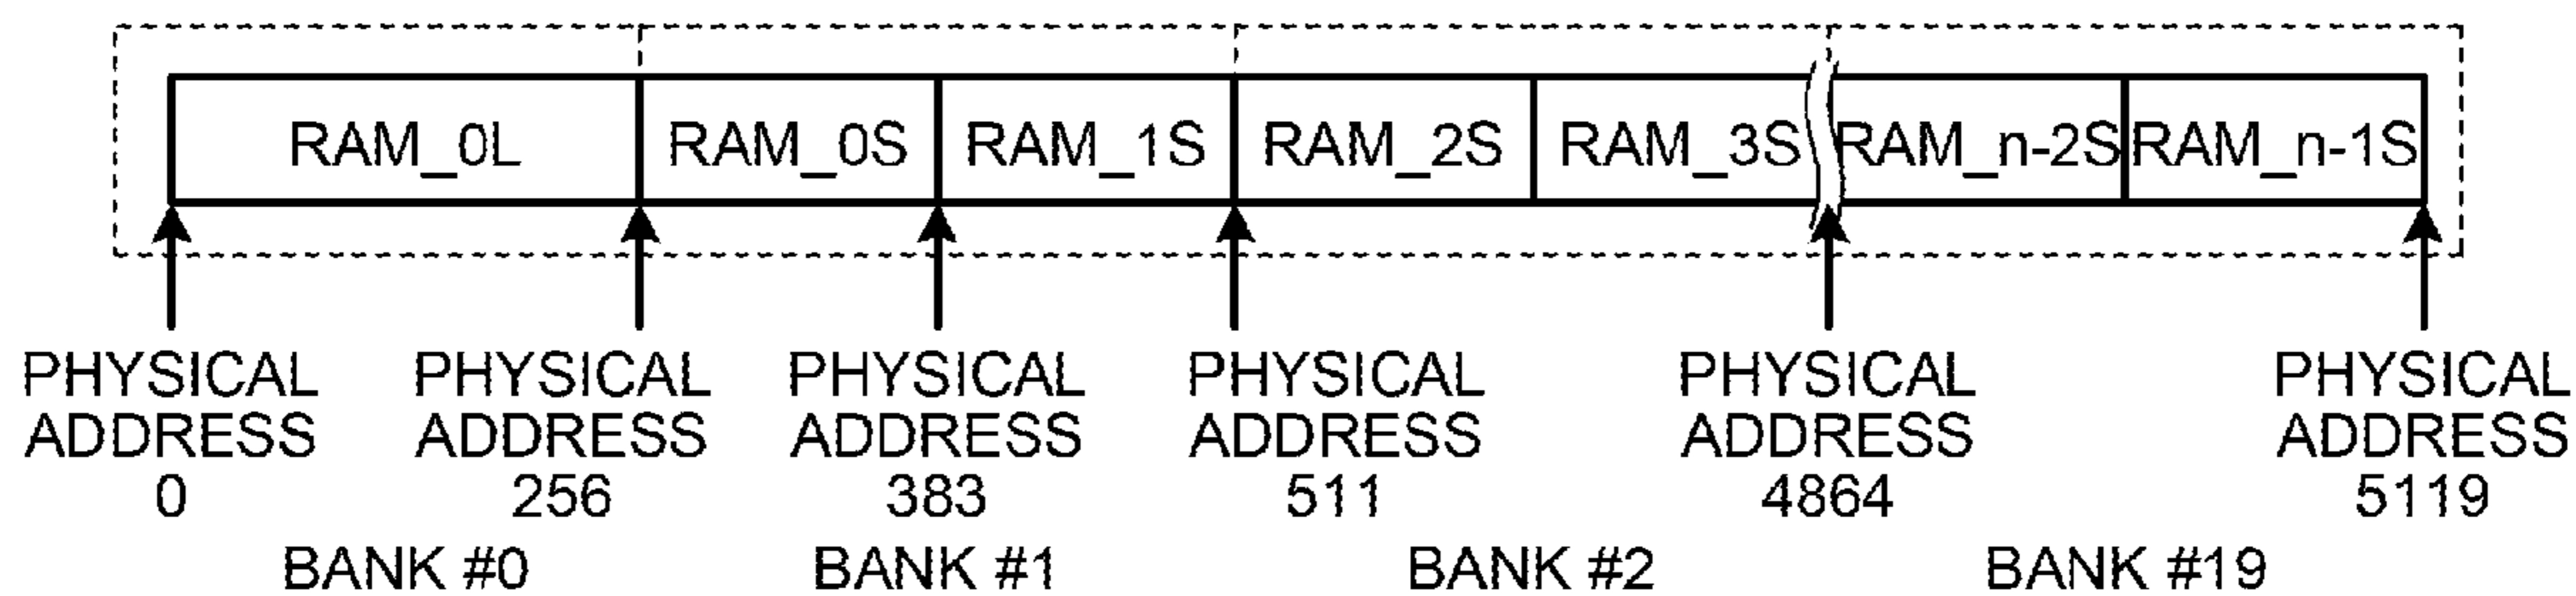 RAM_0L RAM_0S RAM_1S RAM_2S RAM_3S RAM_n-2S RAM_n-1S
PHYSICAL PHYSICAL PHYSICAL PHYSICAL PHYSICAL PHYSICAL
ADDRESS ADDRESS ADDRESS ADDRESS ADDRESS ADDRESS
0 256 383 511 4864 5119
BANK #0 BANK #1 BANK #2 BANK #19